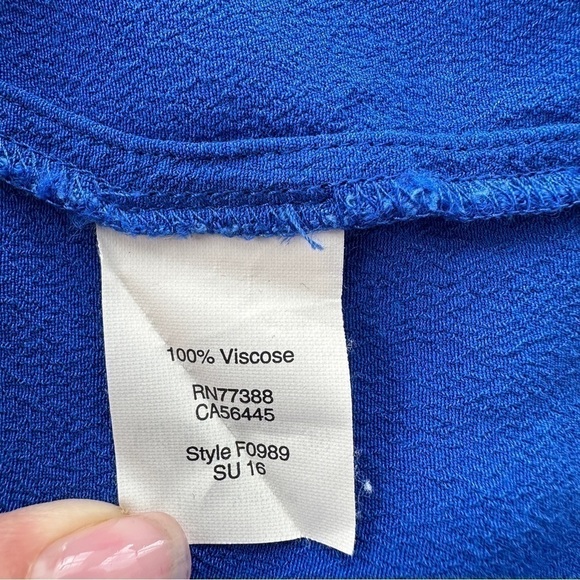 100% Viscose
RN77388
CA56445
Style F0989
SU 16